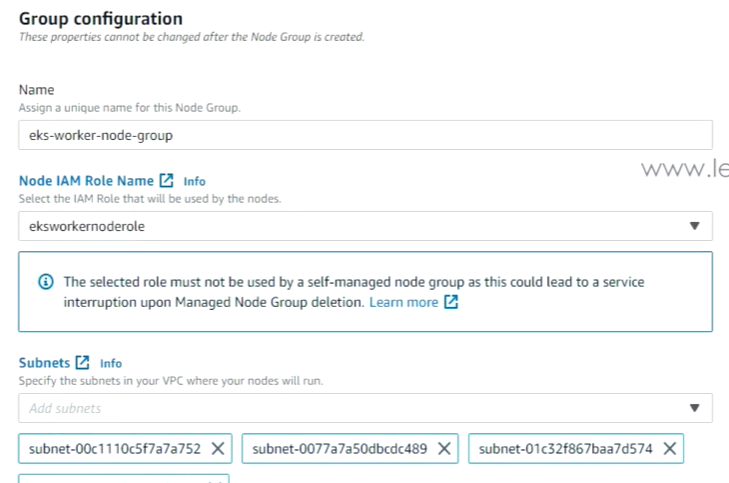 Group configuration
These properties cannot be changed after the Node Group is created.
Name
Assign a unique name for this Node Group.
eks-worker-node-group
www.le
Node IAM Role Name Info
Select the IAM Role that will be used by the nodes.
eksworkernoderole
The selected role must not be used by a self-managed node group as this could lead to a service
interruption upon Managed Node Group deletion. Learn more
Subnets Info
Specify the subnets in your VPC where your nodes will run.
Add subnets
subnet-00c1110c5f7a7a752 subnet-0077a7a50dbcdc489 subnet-01c32f867baa7d574